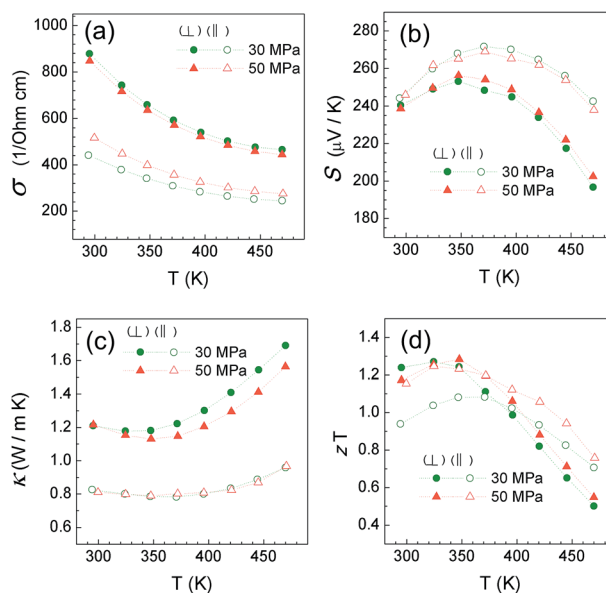 (a)
(⊥) (∥)
30 MPa
50 MPa
σ (1/Ohm cm)
1000
800
600
400
200
300 350 400 450
T (K)
(b)
(⊥) (∥)
30 MPa
50 MPa
S (μV / K)
280
260
240
220
200
180
300 350 400 450
T (K)
(c)
(⊥) (∥)
30 MPa
50 MPa
κ (W / m K)
1.8
1.6
1.4
1.2
1.0
0.8
0.6
300 350 400 450
T (K)
(d)
(⊥) (∥)
30 MPa
50 MPa
zT
1.4
1.2
1.0
0.8
0.6
0.4
300 350 400 450
T (K)